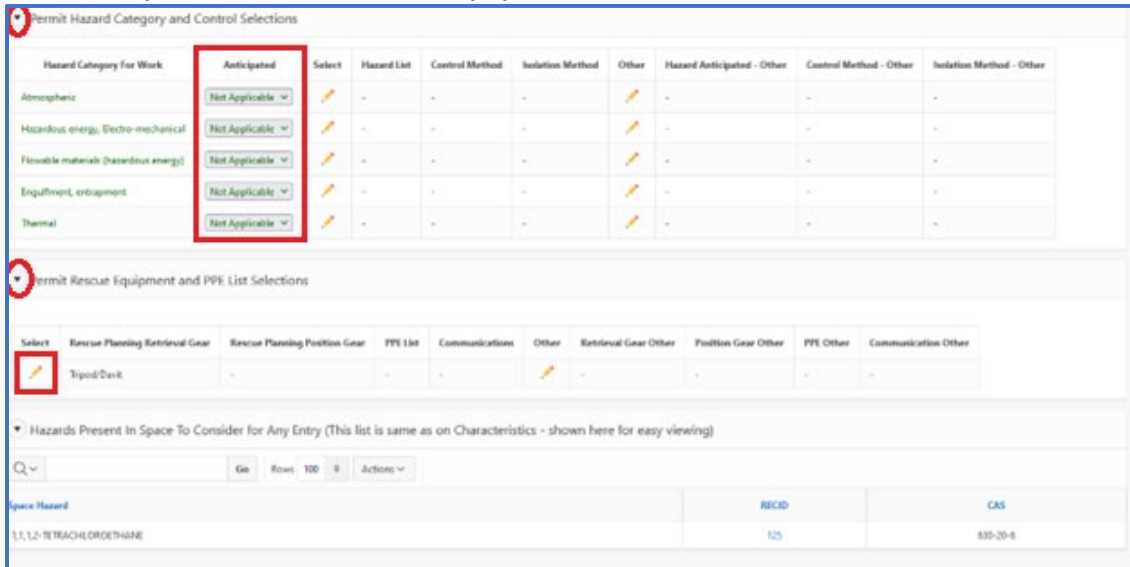 Permit Hazard Category and Control Selections
Hazard Category For Work Anticipated Select Hazard List Control Method Isolation Method Other Hazard Anticipated - Other Control Method - Other Isolation Method - Other
Atmospheric Not Applicable - - - - - -
Hazardous energy, Electro-mechanical Not Applicable - - - - - -
Flowable materials (hazardous energy) Not Applicable - - - - - -
Engulfment, entrapment Not Applicable - - - - - -
Thermal Not Applicable - - - - - -
Permit Rescue Equipment and PPE List Selections
Select Rescue Planning Retrieval Gear Rescue Planning Position Gear PPE List Communications Other Retrieval Gear Other Position Gear Other PPE Other Communication Other
Tripod/Davit - - - - - - -
Hazards Present In Space To Consider for Any Entry (This list is same as on Characteristics - shown here for easy viewing)
Go Rows 100 Actions
Space Hazard RECID CAS
1,1,1,2-TETRACHLOROETHANE 125 630-20-6